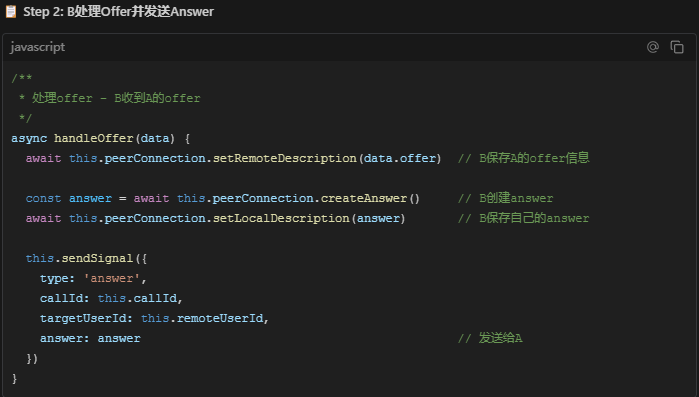 📋 Step 2: B处理Offer并发送Answer
javascript
/**
 * 处理offer - B收到A的offer
 */
async handleOffer(data) {
  await this.peerConnection.setRemoteDescription(data.offer)  // B保存A的offer信息

  const answer = await this.peerConnection.createAnswer()     // B创建answer
  await this.peerConnection.setLocalDescription(answer)       // B保存自己的answer

  this.sendSignal({
    type: 'answer',
    callId: this.callId,
    targetUserId: this.remoteUserId,
    answer: answer                                            // 发送给A
  })
}